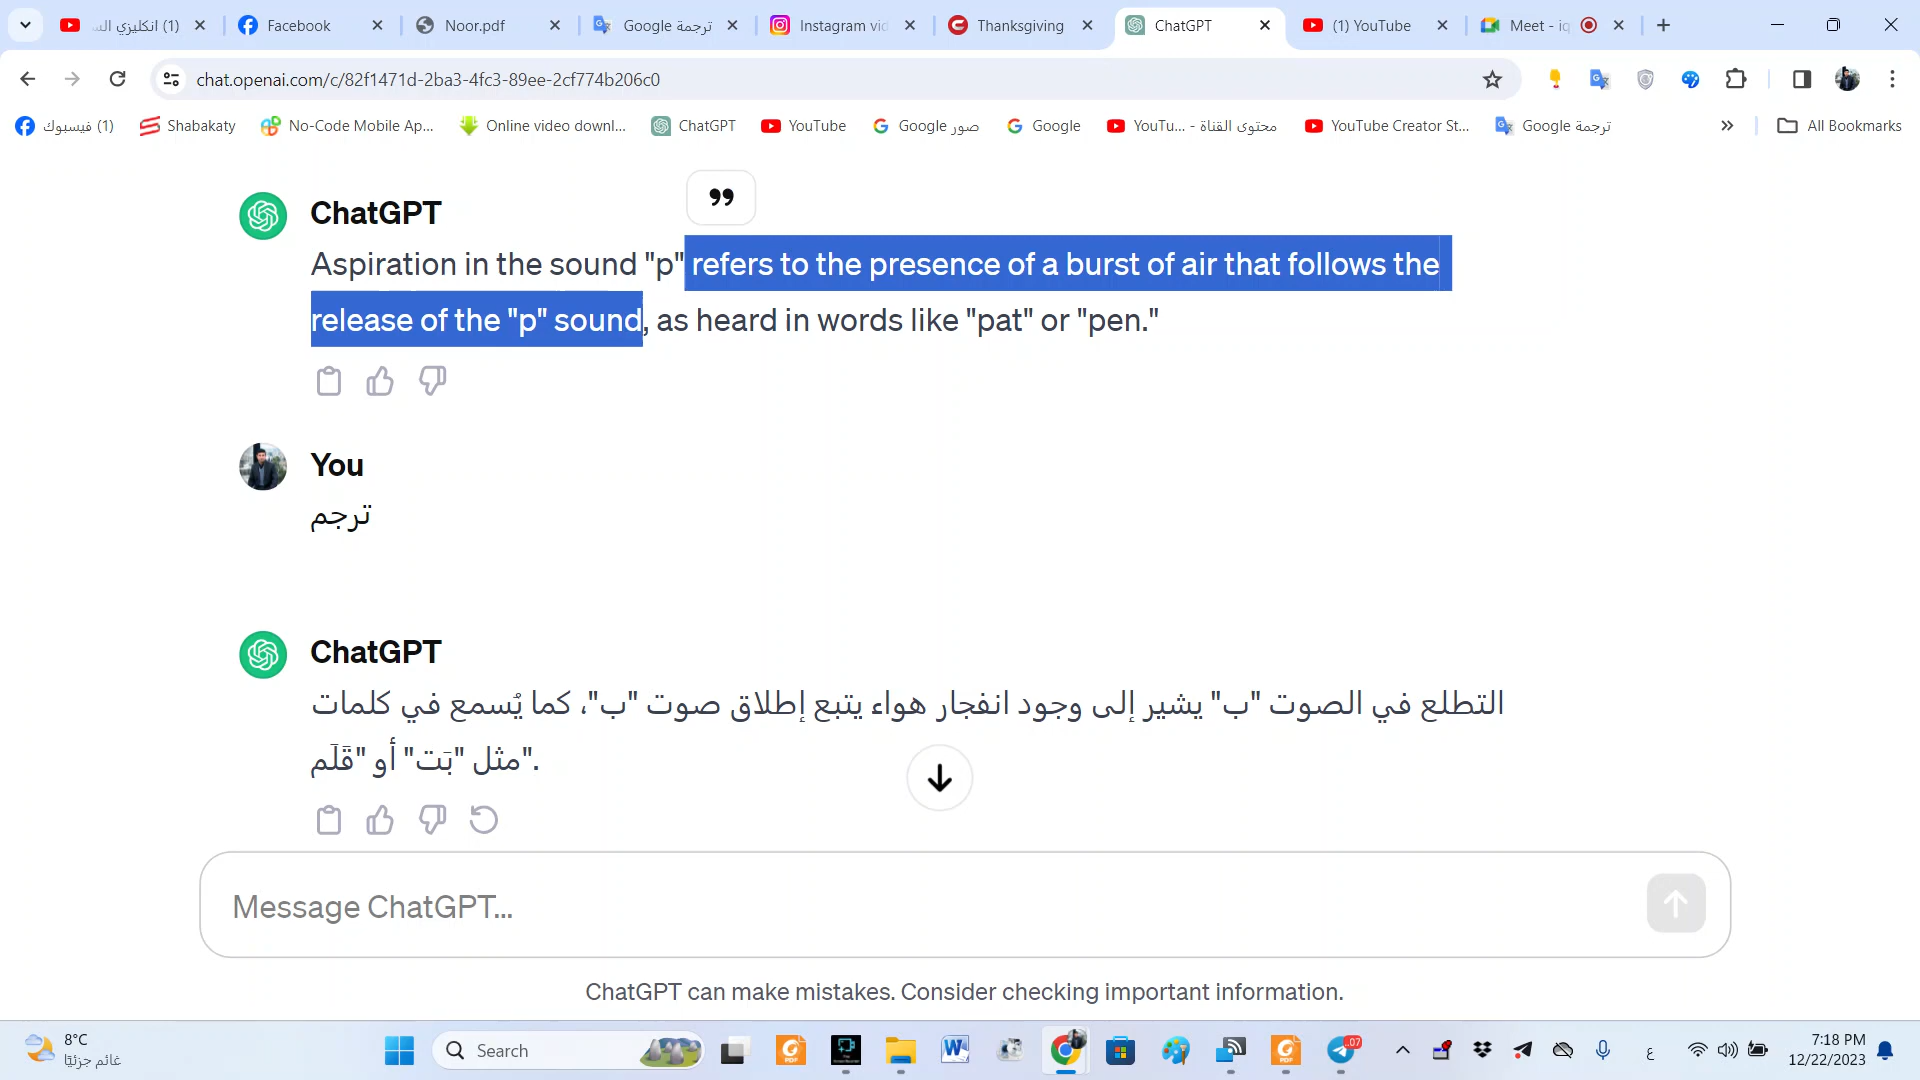 (1) انكليزي الس
Facebook
Noor.pdf
ترجمة Google
Instagram vid
Thanksgiving
ChatGPT
(1) YouTube
Meet - iq
chat.openai.com/c/82f1471d-2ba3-4fc3-89ee-2cf774b206c0
(1) فيسبوك
Shabakaty
No-Code Mobile Ap...
Online video downl...
ChatGPT
YouTube
صور Google
Google
محتوى القناة - YouTu...
YouTube Creator St...
ترجمة Google
All Bookmarks
ChatGPT
Aspiration in the sound "p" refers to the presence of a burst of air that follows the
release of the "p" sound, as heard in words like "pat" or "pen."
You
ترجم
ChatGPT
التطلع في الصوت "ب" يشير إلى وجود انفجار هواء يتبع إطلاق صوت "ب"، كما يُسمع في كلمات
مثل "بَت" أو "قَلَم".
Message ChatGPT...
ChatGPT can make mistakes. Consider checking important information.
8°C
غائم جزئيًا
Search
07
ع
7:18 PM
12/22/2023